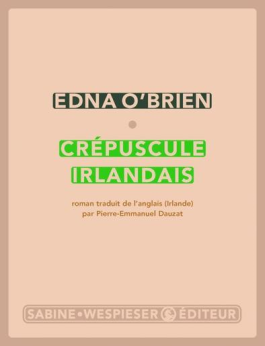 EDNA O'BRIEN
CRÉPUSCULE
IRLANDAIS
roman traduit de l'anglais (Irlande)
par Pierre-Emmanuel Dauzat
SABINE•WESPIESER ÉDITEUR